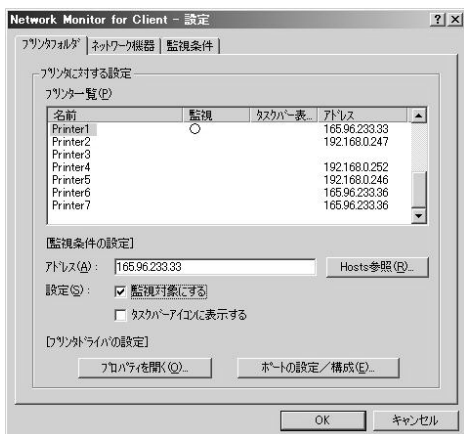 Network Monitor for Client - 設定
プリンタフォルダ ネットワーク機器 監視条件
プリンタに対する設定
プリンター覧(P)
名前 監視 タスクバー表... アドレス
Printer1 ○ 165.96.233.33
Printer2 192.168.0.247
Printer3
Printer4 192.168.0.252
Printer5 192.168.0.246
Printer6 165.96.233.36
Printer7 165.96.233.36
[監視条件の設定]
アドレス(A): 165.96.233.33 Hosts参照(R)...
設定(S): 監視対象にする
タスクバーアイコンに表示する
[プリンタドライバの設定]
プロパティを開く(O)... ポートの設定/構成(E)...
OK キャンセル